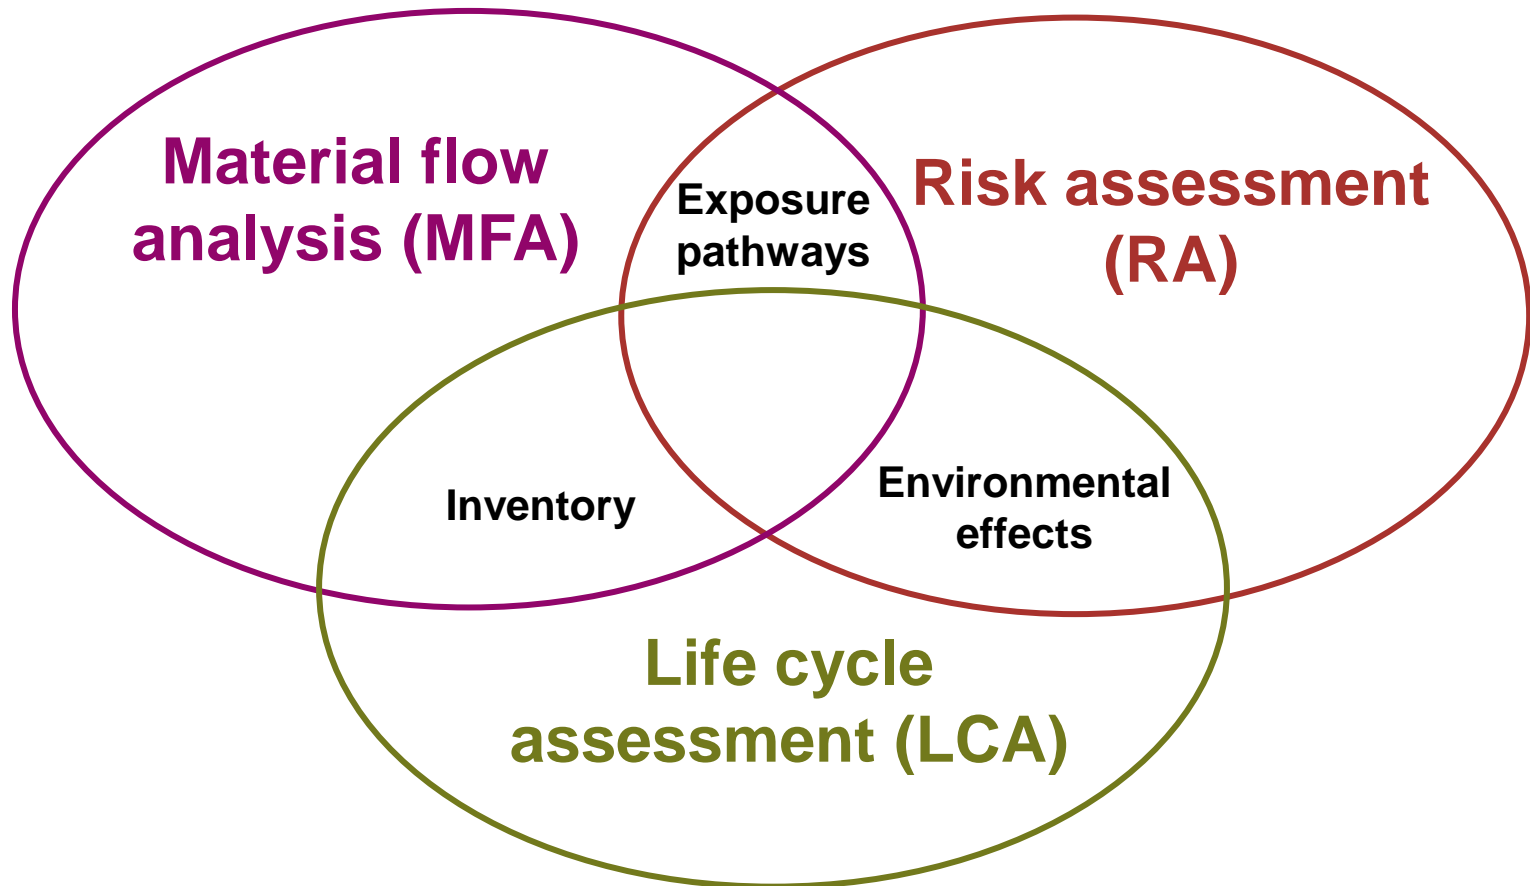 Material flow
analysis (MFA)
Exposure
pathways
Risk assessment
(RA)
Inventory
Environmental
effects
Life cycle
assessment (LCA)